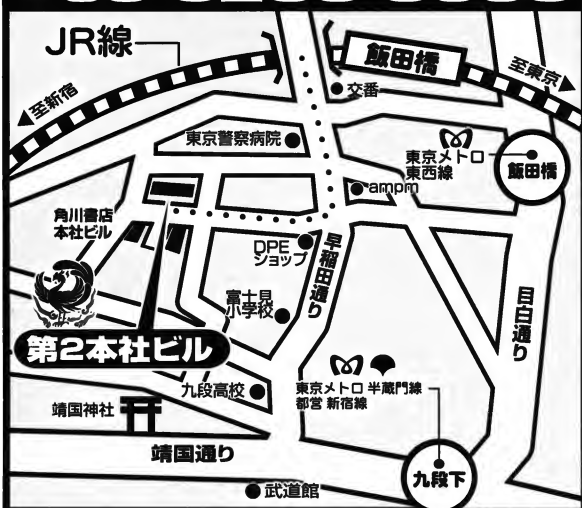 JR線
飯田橋
至東京
至新宿
交番
東京警察病院
東京メトロ
東西線
飯田橋
ampm
角川書店
本社ビル
DPE
ショップ
早稲田通り
富士見
小学校
目白通り
第2本社ビル
九段高校
東京メトロ 半蔵門線
都営 新宿線
靖国神社
靖国通り
九段下
武道館